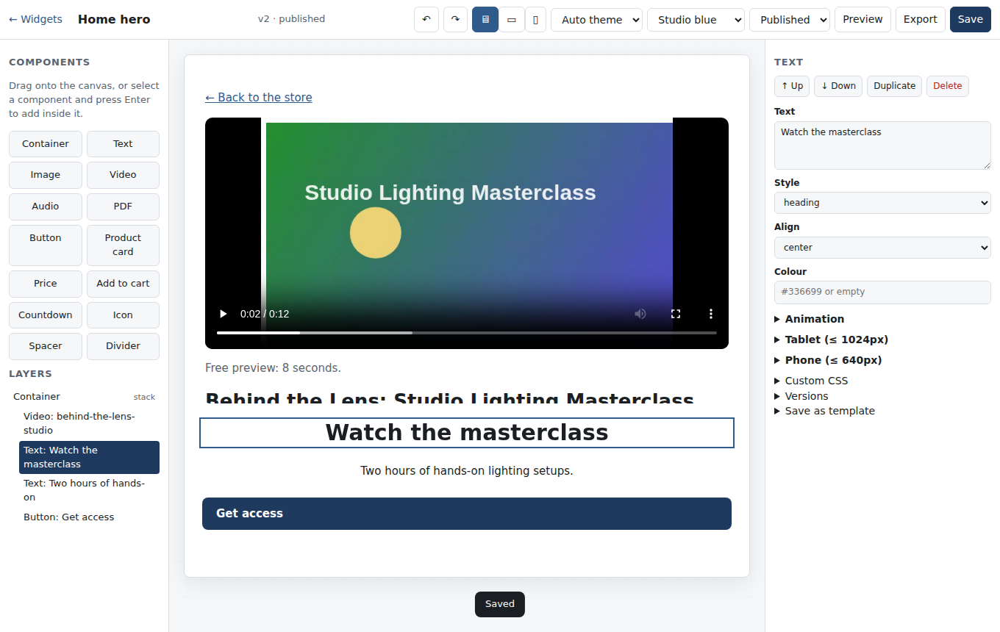 ← Widgets
Home hero
v2 · published
Auto theme
Studio blue
Published
Preview
Export
Save
COMPONENTS
Drag onto the canvas, or select
a component and press Enter
to add inside it.
Container
Text
Image
Video
Audio
PDF
Button
Product
card
Price
Add to cart
Countdown
Icon
Spacer
Divider
LAYERS
Container
stack
Video: behind-the-lens-
studio
Text: Watch the
masterclass
Text: Two hours of hands-
on
Button: Get access
← Back to the store
Studio Lighting Masterclass
0:02 / 0:12
Free preview: 8 seconds.
Behind the Lens: Studio Lighting Masterclass
Watch the masterclass
Two hours of hands-on lighting setups.
Get access
Saved
TEXT
↑ Up
↓ Down
Duplicate
Delete
Text
Watch the masterclass
Style
heading
Align
center
Colour
#336699 or empty
Animation
Tablet (≤ 1024px)
Phone (≤ 640px)
Custom CSS
Versions
Save as template